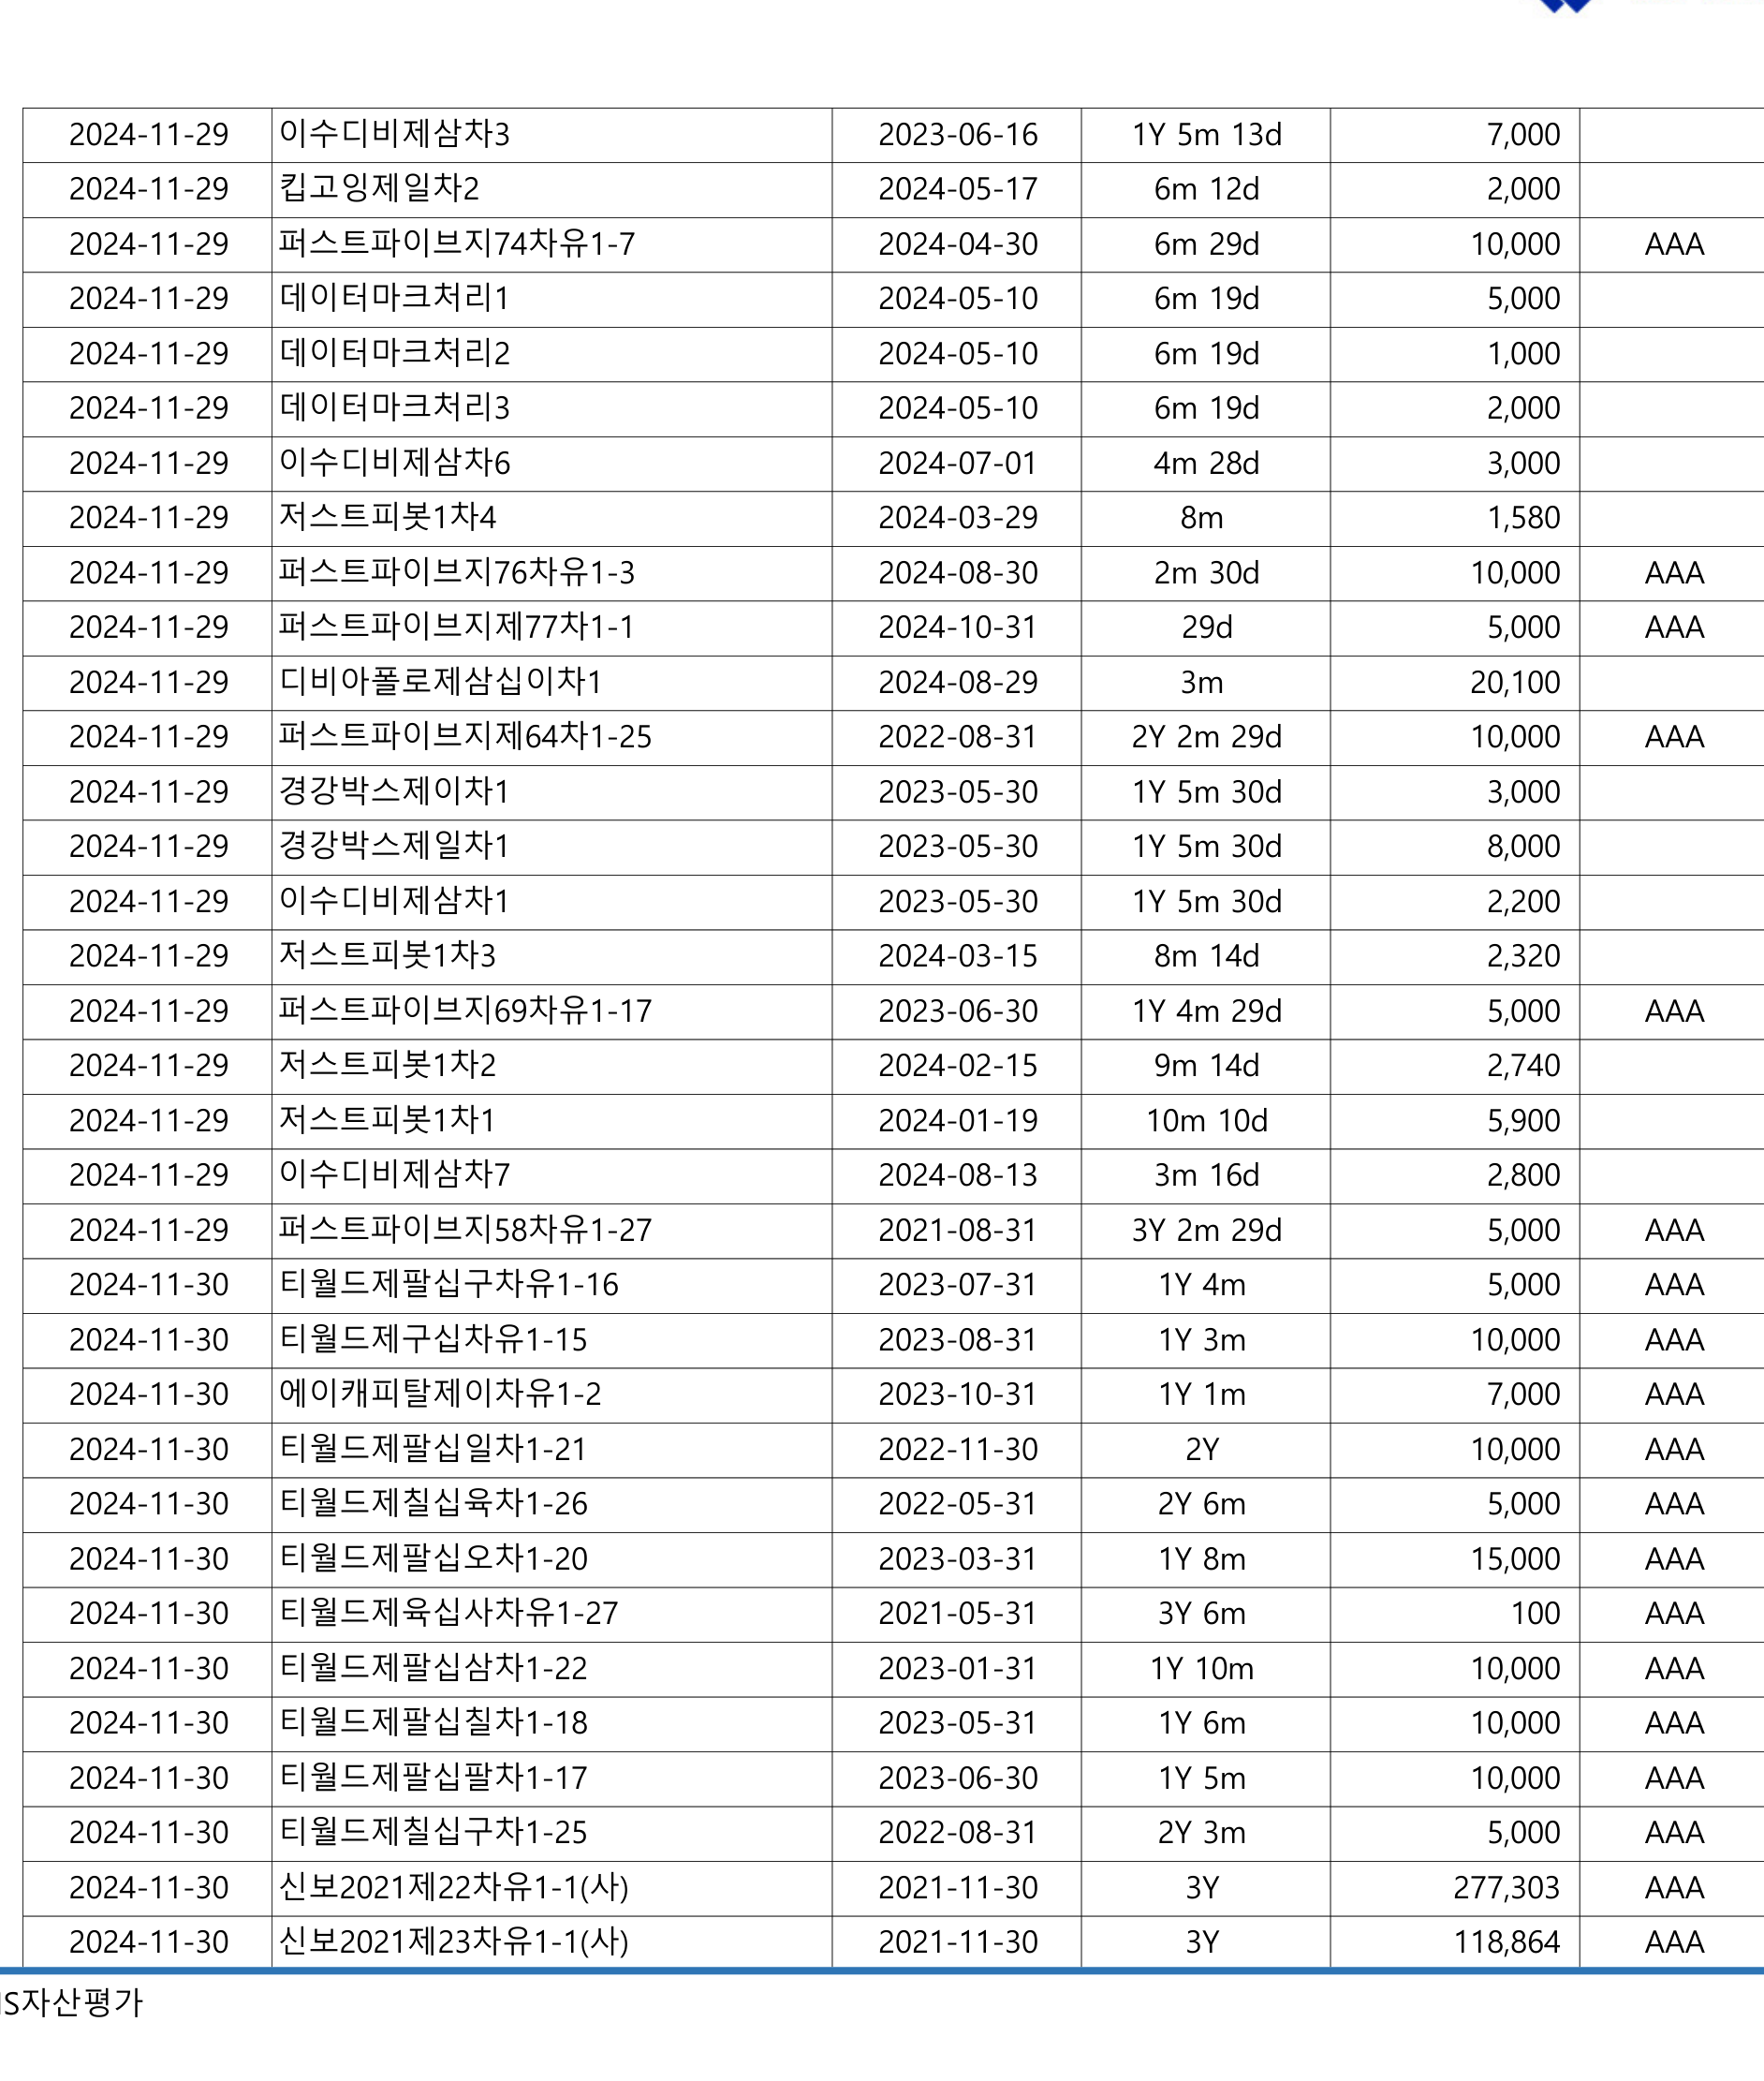 2024-11-29 이수디비제삼차3 2023-06-16 1Y 5m 13d 7,000
2024-11-29 킵고잉제일차2 2024-05-17 6m 12d 2,000
2024-11-29 퍼스트파이브지74차유1-7 2024-04-30 6m 29d 10,000 AAA
2024-11-29 데이터마크처리1 2024-05-10 6m 19d 5,000
2024-11-29 데이터마크처리2 2024-05-10 6m 19d 1,000
2024-11-29 데이터마크처리3 2024-05-10 6m 19d 2,000
2024-11-29 이수디비제삼차6 2024-07-01 4m 28d 3,000
2024-11-29 저스트피봇1차4 2024-03-29 8m 1,580
2024-11-29 퍼스트파이브지76차유1-3 2024-08-30 2m 30d 10,000 AAA
2024-11-29 퍼스트파이브지제77차1-1 2024-10-31 29d 5,000 AAA
2024-11-29 디비아폴로제삼십이차1 2024-08-29 3m 20,100
2024-11-29 퍼스트파이브지제64차1-25 2022-08-31 2Y 2m 29d 10,000 AAA
2024-11-29 경강박스제이차1 2023-05-30 1Y 5m 30d 3,000
2024-11-29 경강박스제일차1 2023-05-30 1Y 5m 30d 8,000
2024-11-29 이수디비제삼차1 2023-05-30 1Y 5m 30d 2,200
2024-11-29 저스트피봇1차3 2024-03-15 8m 14d 2,320
2024-11-29 퍼스트파이브지69차유1-17 2023-06-30 1Y 4m 29d 5,000 AAA
2024-11-29 저스트피봇1차2 2024-02-15 9m 14d 2,740
2024-11-29 저스트피봇1차1 2024-01-19 10m 10d 5,900
2024-11-29 이수디비제삼차7 2024-08-13 3m 16d 2,800
2024-11-29 퍼스트파이브지58차유1-27 2021-08-31 3Y 2m 29d 5,000 AAA
2024-11-30 티월드제팔십구차유1-16 2023-07-31 1Y 4m 5,000 AAA
2024-11-30 티월드제구십차유1-15 2023-08-31 1Y 3m 10,000 AAA
2024-11-30 에이캐피탈제이차유1-2 2023-10-31 1Y 1m 7,000 AAA
2024-11-30 티월드제팔십일차1-21 2022-11-30 2Y 10,000 AAA
2024-11-30 티월드제칠십육차1-26 2022-05-31 2Y 6m 5,000 AAA
2024-11-30 티월드제팔십오차1-20 2023-03-31 1Y 8m 15,000 AAA
2024-11-30 티월드제육십사차유1-27 2021-05-31 3Y 6m 100 AAA
2024-11-30 티월드제팔십삼차1-22 2023-01-31 1Y 10m 10,000 AAA
2024-11-30 티월드제팔십칠차1-18 2023-05-31 1Y 6m 10,000 AAA
2024-11-30 티월드제팔십팔차1-17 2023-06-30 1Y 5m 10,000 AAA
2024-11-30 티월드제칠십구차1-25 2022-08-31 2Y 3m 5,000 AAA
2024-11-30 신보2021제22차유1-1(사) 2021-11-30 3Y 277,303 AAA
2024-11-30 신보2021제23차유1-1(사) 2021-11-30 3Y 118,864 AAA
S자산평가